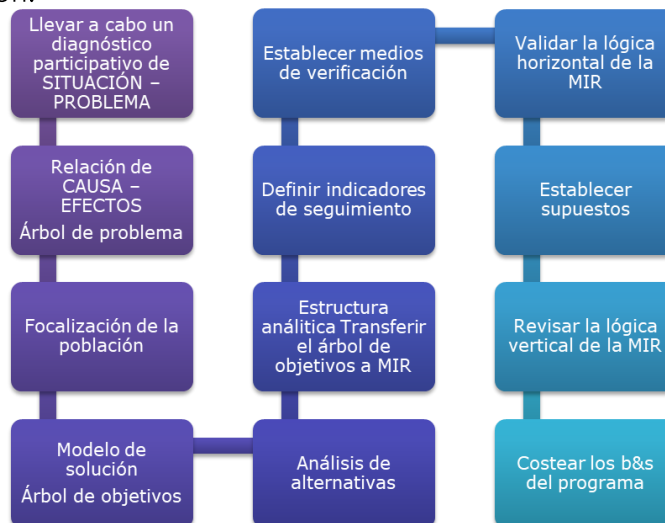 Llevar a cabo un
diagnóstico
participativo de
SITUACIÓN –
PROBLEMA
Relación de
CAUSA –
EFECTOS
Árbol de problema
Focalización de la
población
Modelo de
solución
Árbol de objetivos
Análisis de
alternativas
Estructura
análitica Transferir
el árbol de
objetivos a MIR
Definir indicadores
de seguimiento
Establecer medios
de verificación
Validar la lógica
horizontal de la
MIR
Establecer
supuestos
Revisar la lógica
vertical de la MIR
Costear los b&s
del programa